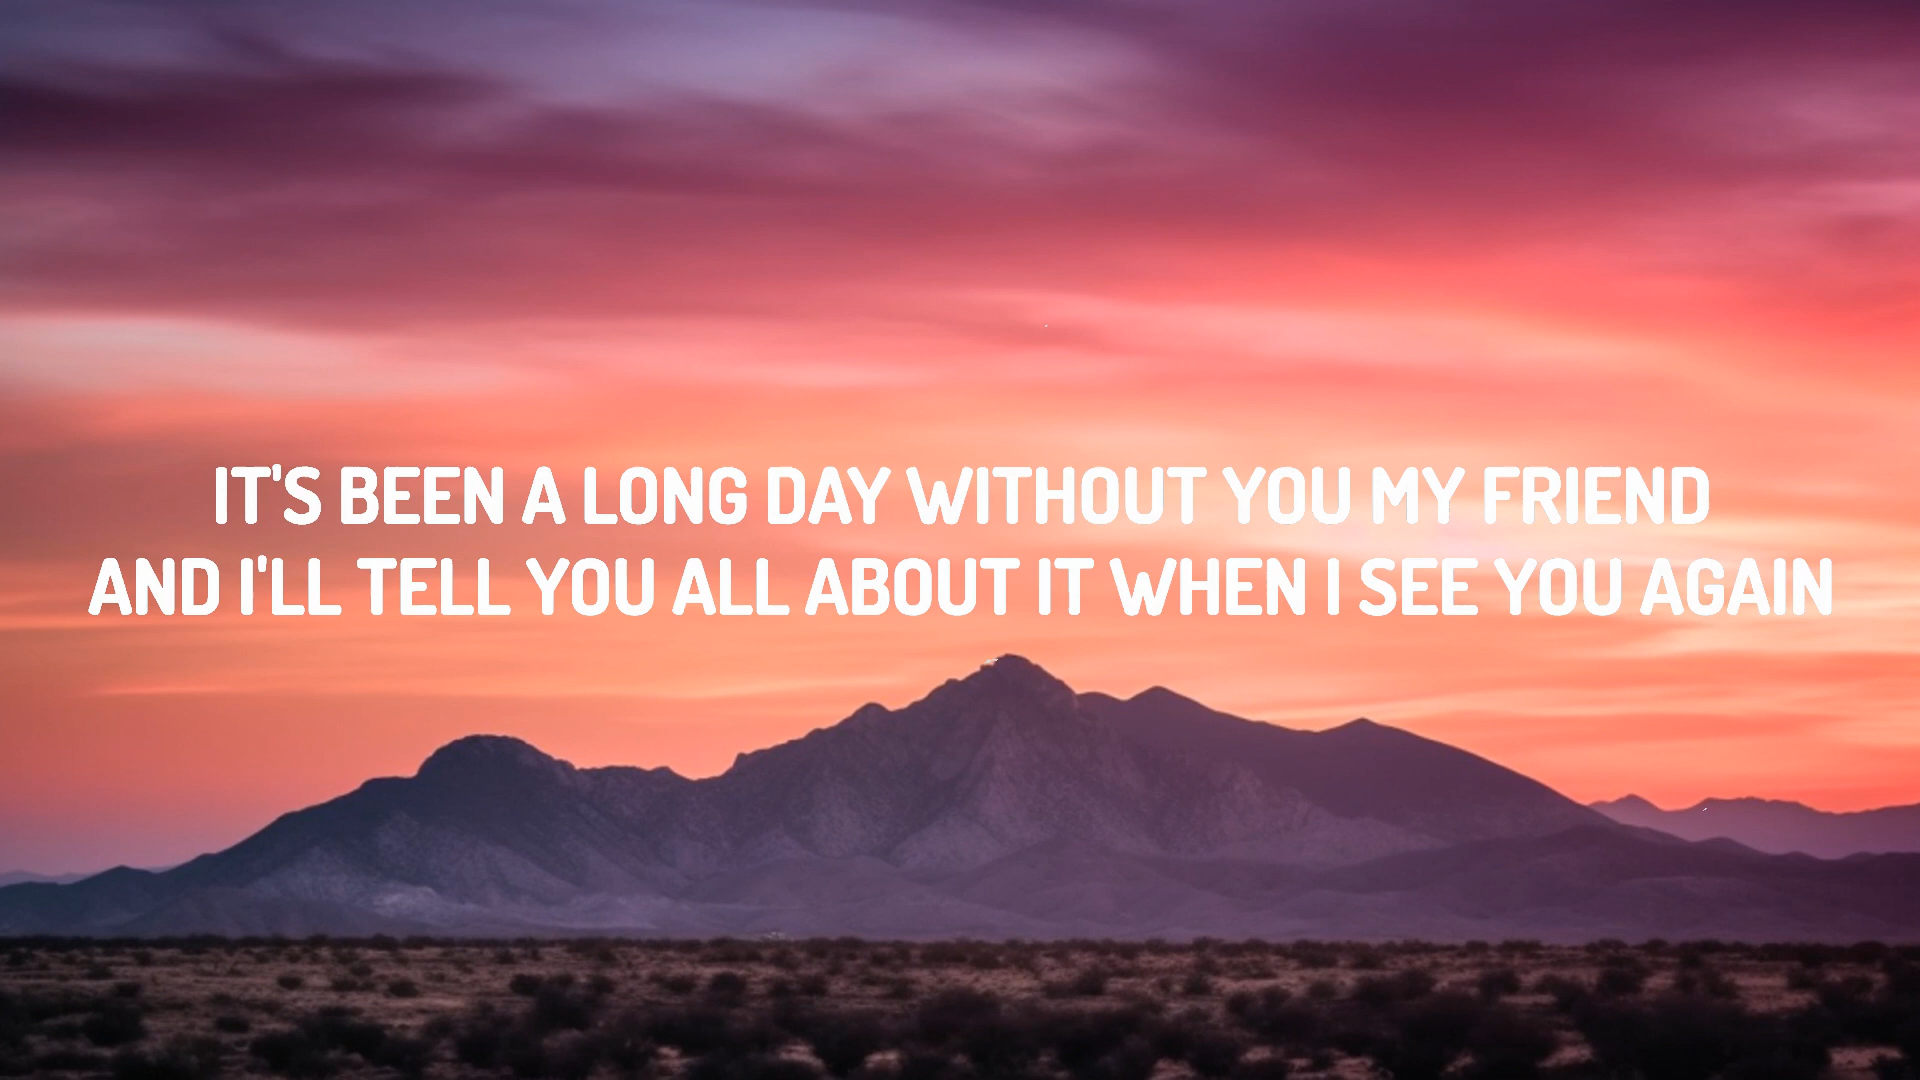 IT'S BEEN A LONG DAY WITHOUT YOU MY FRIEND
AND I'LL TELL YOU ALL ABOUT IT WHEN I SEE YOU AGAIN